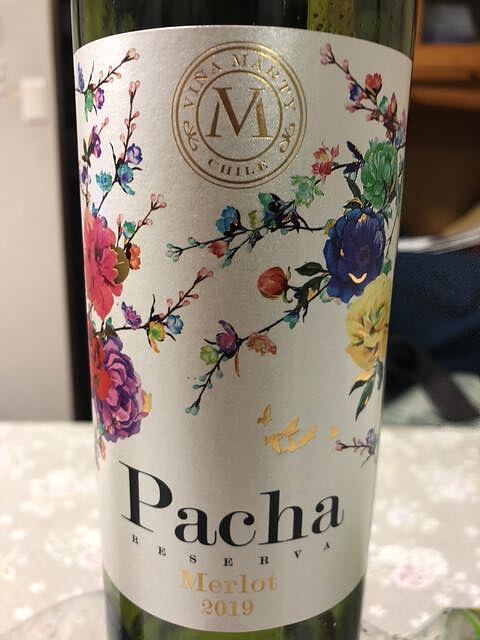 VIÑA MARTY
M
CHILE
Pacha
RESERVA
Merlot
2019